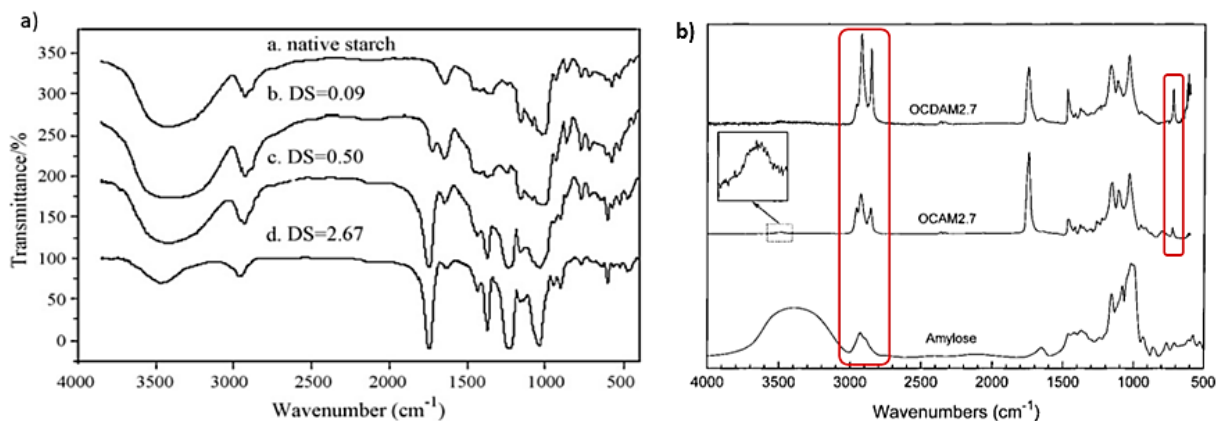 a)
350
300
250
200
150
100
50
0
Transmittance/%
a. native starch
b. DS=0.09
c. DS=0.50
d. DS=2.67
4000 3500 3000 2500 2000 1500 1000 500
Wavenumber (cm⁻¹)
b)
OCDAM2.7
OCAM2.7
Amylose
4000 3500 3000 2500 2000 1500 1000 500
Wavenumbers (cm⁻¹)